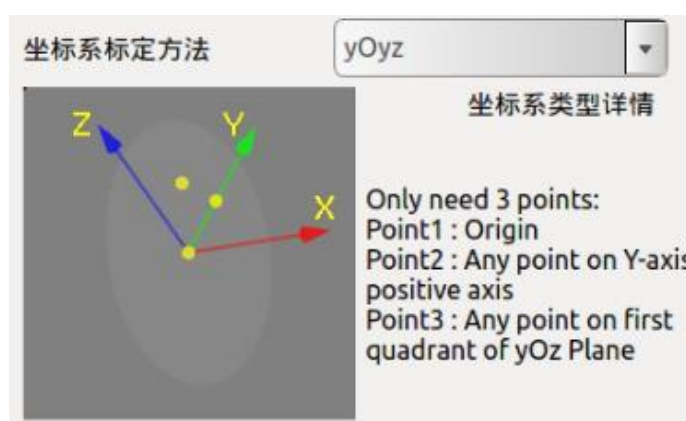 坐标系标定方法
yOyz
坐标系类型详情
Z
Y
X
Only need 3 points:
Point1 : Origin
Point2 : Any point on Y-axis
positive axis
Point3 : Any point on first
quadrant of yOz Plane